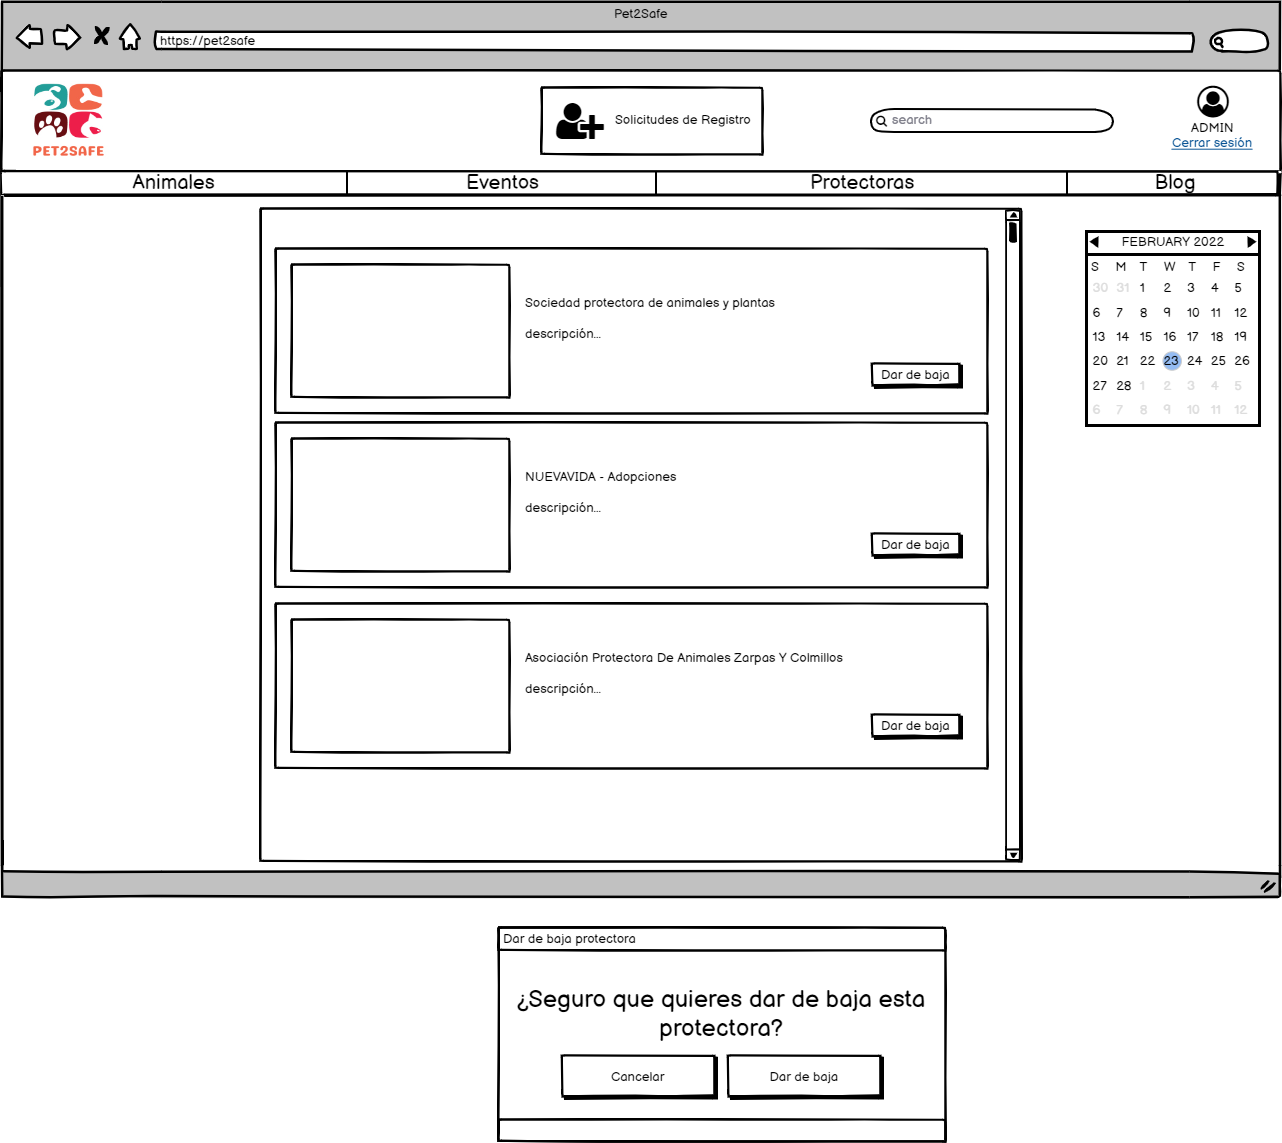 Pet2Safe
https://pet2safe
PET2SAFE
Solicitudes de Registro
search
ADMIN
Cerrar sesión
Animales
Eventos
Protectoras
Blog
Sociedad protectora de animales y plantas
descripción...
Dar de baja
NUEVAVIDA - Adopciones
descripción...
Dar de baja
Asociación Protectora De Animales Zarpas Y Colmillos
descripción...
Dar de baja
FEBRUARY 2022
S M T W T F S
30 31 1 2 3 4 5
6 7 8 9 10 11 12
13 14 15 16 17 18 19
20 21 22 23 24 25 26
27 28 1 2 3 4 5
6 7 8 9 10 11 12
Dar de baja protectora
¿Seguro que quieres dar de baja esta
protectora?
Cancelar
Dar de baja